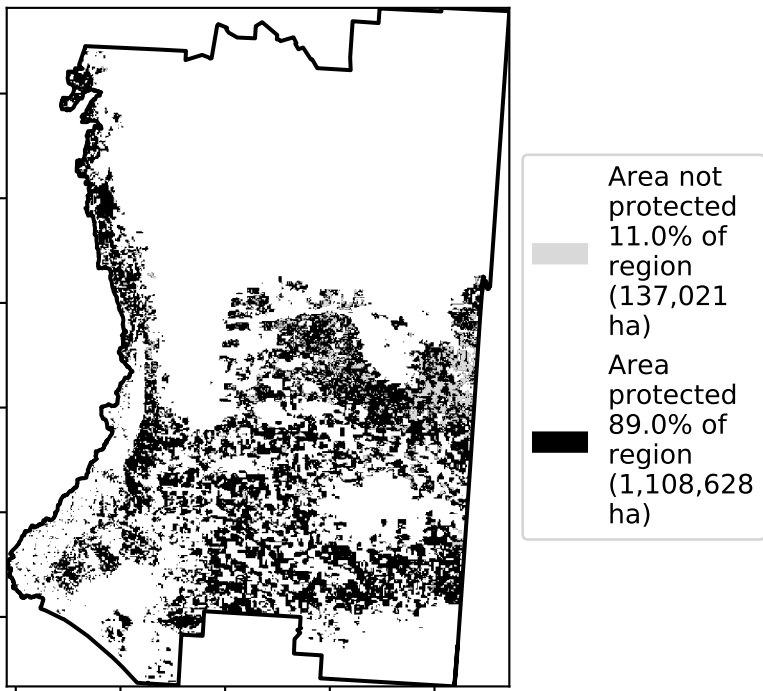 Area not
protected
11.0% of
region
(137,021
ha)
Area
protected
89.0% of
region
(1,108,628
ha)